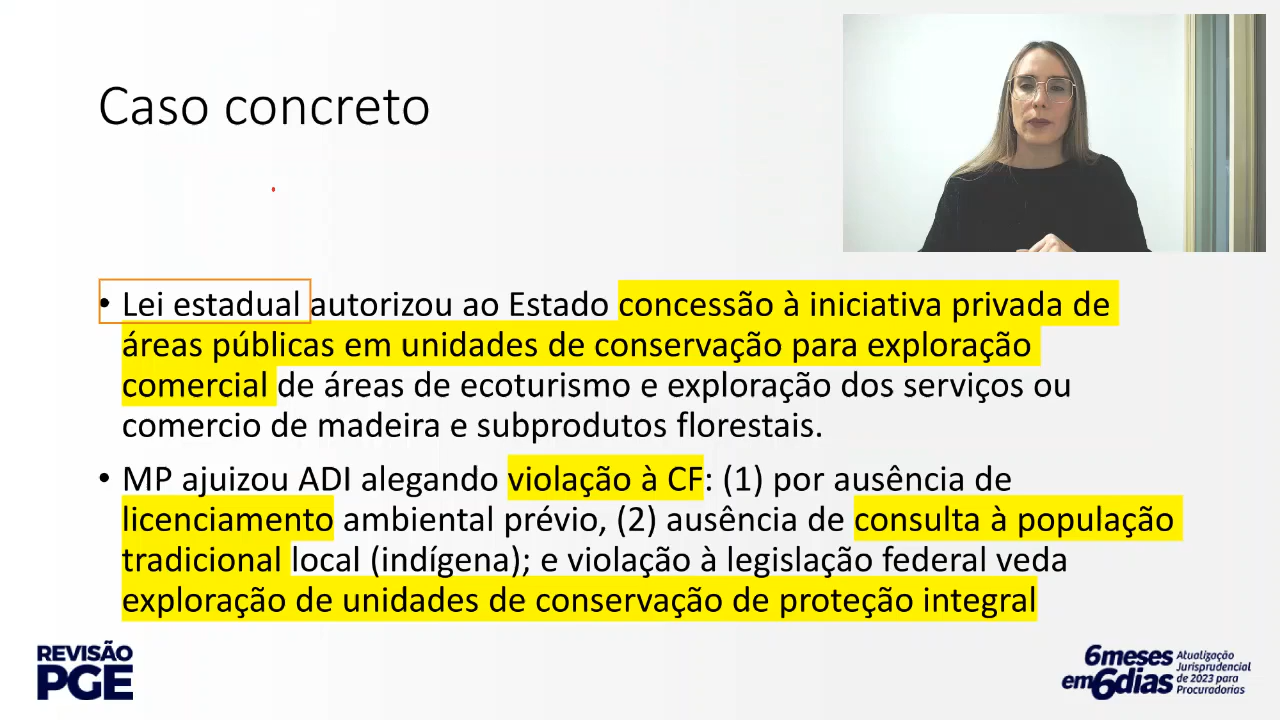 Caso concreto
• Lei estadual autorizou ao Estado concessão à iniciativa privada de
áreas públicas em unidades de conservação para exploração
comercial de áreas de ecoturismo e exploração dos serviços ou
comercio de madeira e subprodutos florestais.
• MP ajuizou ADI alegando violação à CF: (1) por ausência de
licenciamento ambiental prévio, (2) ausência de consulta à população
tradicional local (indígena); e violação à legislação federal veda
exploração de unidades de conservação de proteção integral
REVISÃO
PGE
6meses
em6dias
Atualização
Jurisprudencial
de 2023 para
Procuradorias